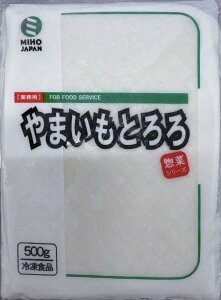 MIHO
JAPAN
【業務用】 FOR FOOD SERVICE
やまいもとろろ
惣菜
シリーズ
500g
冷凍食品